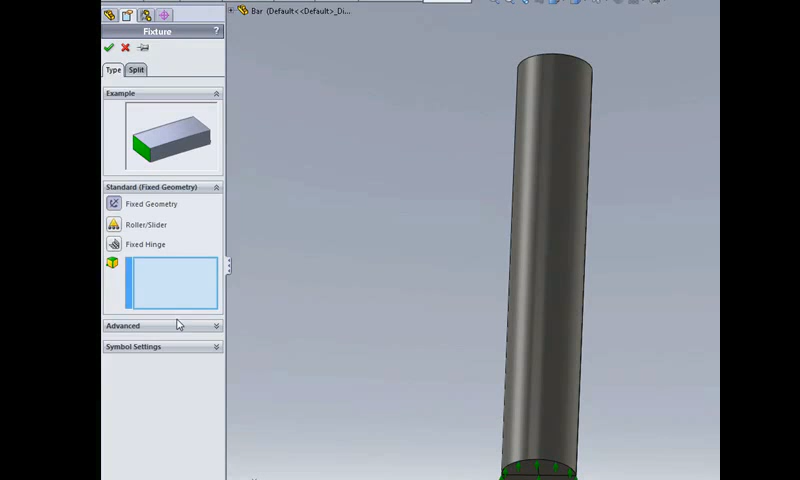 Bar (Default<<Default>_Di...
Fixture
?
Type
Split
Example
Standard (Fixed Geometry)
Fixed Geometry
Roller/Slider
Fixed Hinge
Advanced
Symbol Settings